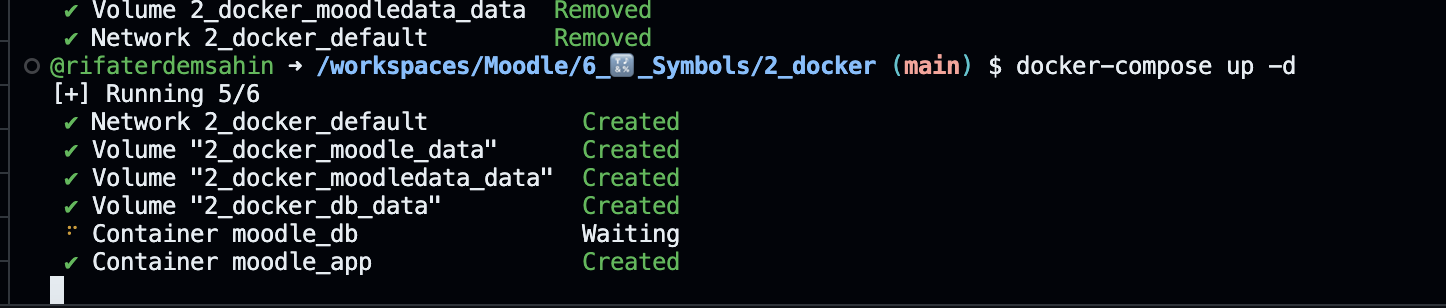 ✔ Volume 2_docker_moodledata_data Removed
✔ Network 2_docker_default Removed
@rifaterdemsahin ➜ /workspaces/Moodle/6_🔣_Symbols/2_docker (main) $ docker-compose up -d
[+] Running 5/6
✔ Network 2_docker_default Created
✔ Volume "2_docker_moodle_data" Created
✔ Volume "2_docker_moodledata_data" Created
✔ Volume "2_docker_db_data" Created
⠋ Container moodle_db Waiting
✔ Container moodle_app Created